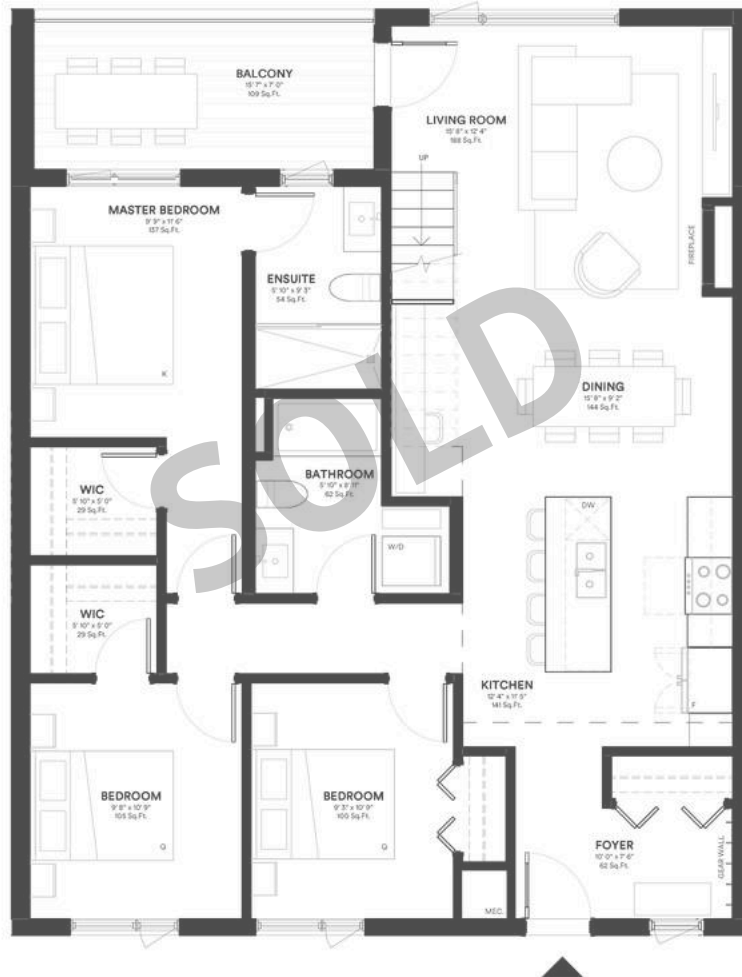 BALCONY
15' 7" x 7' 0"
109 Sq.Ft.
LIVING ROOM
15' 8" x 12' 4"
188 Sq.Ft.
UP
MASTER BEDROOM
9' 9" x 11' 6"
137 Sq.Ft.
ENSUITE
5' 10" x 9' 3"
54 Sq.Ft.
FIREPLACE
K
DINING
15' 9" x 9' 2"
144 Sq.Ft.
SOLD
BATHROOM
5' 10" x 8' 11"
62 Sq.Ft.
WIC
5' 10" x 5' 0"
29 Sq.Ft.
DW
W/D
WIC
5' 10" x 5' 0"
29 Sq.Ft.
KITCHEN
12' 4" x 11' 5"
141 Sq.Ft.
F
BEDROOM
9' 8" x 10' 9"
105 Sq.Ft.
Q
BEDROOM
9' 3" x 10' 9"
100 Sq.Ft.
Q
FOYER
10' 0" x 7' 6"
62 Sq.Ft.
GEAR WALL
MEC.